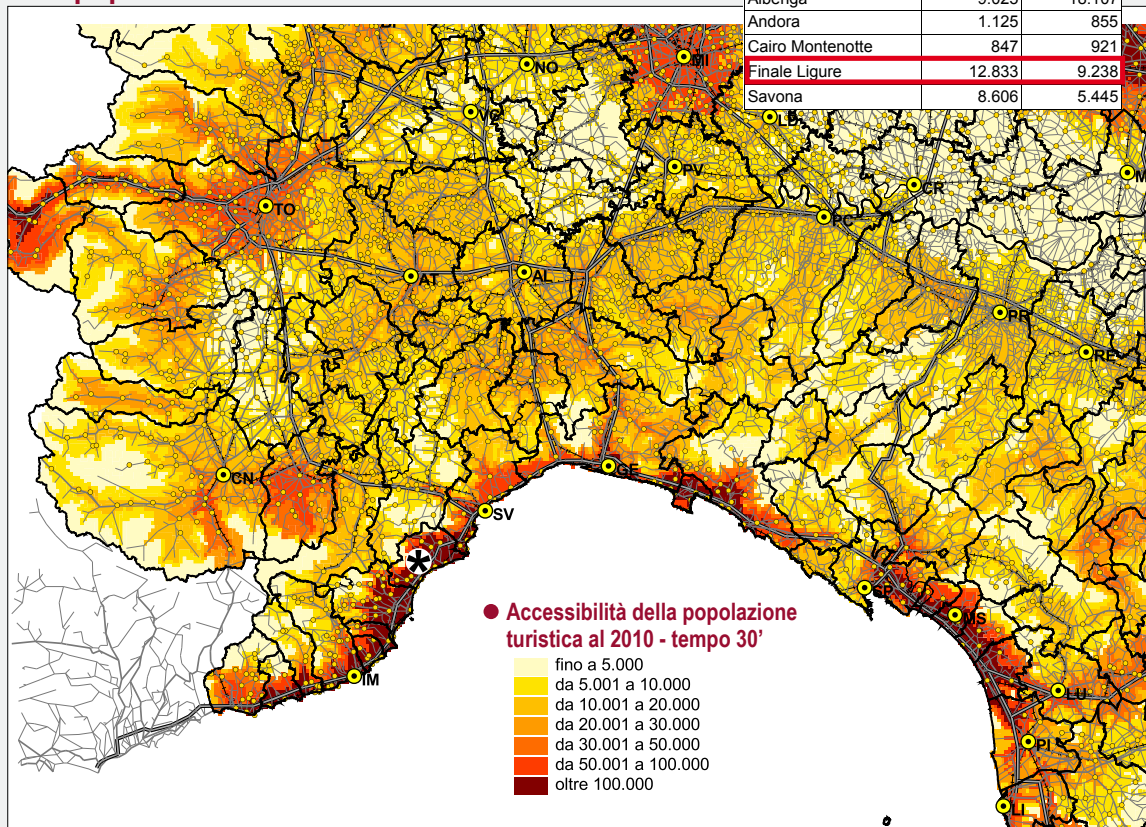 Andora 1.125 855
Cairo Montenotte 847 921
Finale Ligure 12.833 9.238
Savona 8.606 5.445
NO
MI
PV
CR
TO
PC
AT
AL
PR
RE
CN
GE
SV
SP
MS
IM
LU
PI
LI
● Accessibilità della popolazione
turistica al 2010 - tempo 30’
fino a 5.000
da 5.001 a 10.000
da 10.001 a 20.000
da 20.001 a 30.000
da 30.001 a 50.000
da 50.001 a 100.000
oltre 100.000